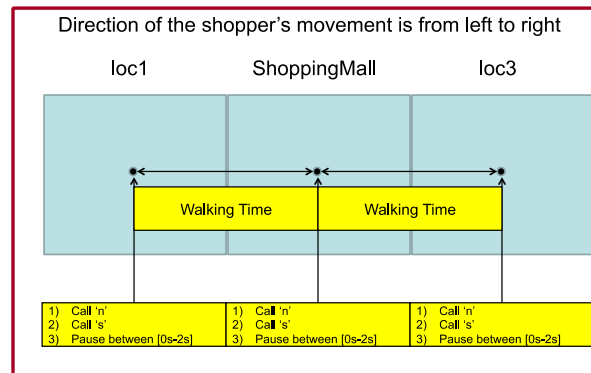 Direction of the shopper’s movement is from left to right
loc1 ShoppingMall loc3
Walking Time Walking Time
1) Call ‘n’ 1) Call ‘n’ 1) Call ‘n’
2) Call ‘s’ 2) Call ‘s’ 2) Call ‘s’
3) Pause between [0s-2s] 3) Pause between [0s-2s] 3) Pause between [0s-2s]